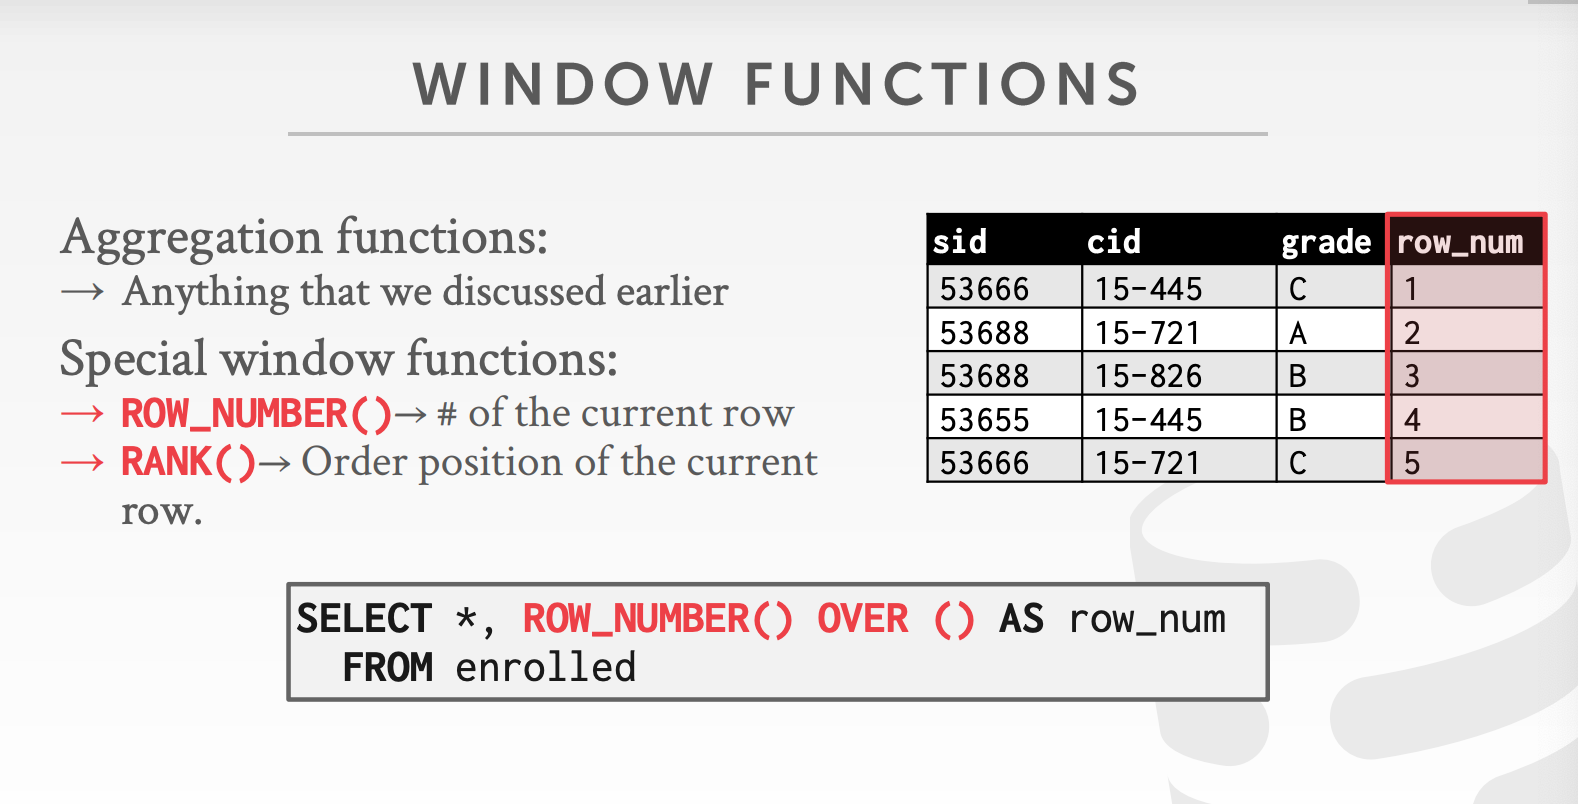 WINDOW FUNCTIONS
Aggregation functions:
→ Anything that we discussed earlier
Special window functions:
→ ROW_NUMBER()→ # of the current row
→ RANK()→ Order position of the current
row.
sid cid grade row_num
53666 15-445 C 1
53688 15-721 A 2
53688 15-826 B 3
53655 15-445 B 4
53666 15-721 C 5
SELECT *, ROW_NUMBER() OVER () AS row_num
FROM enrolled